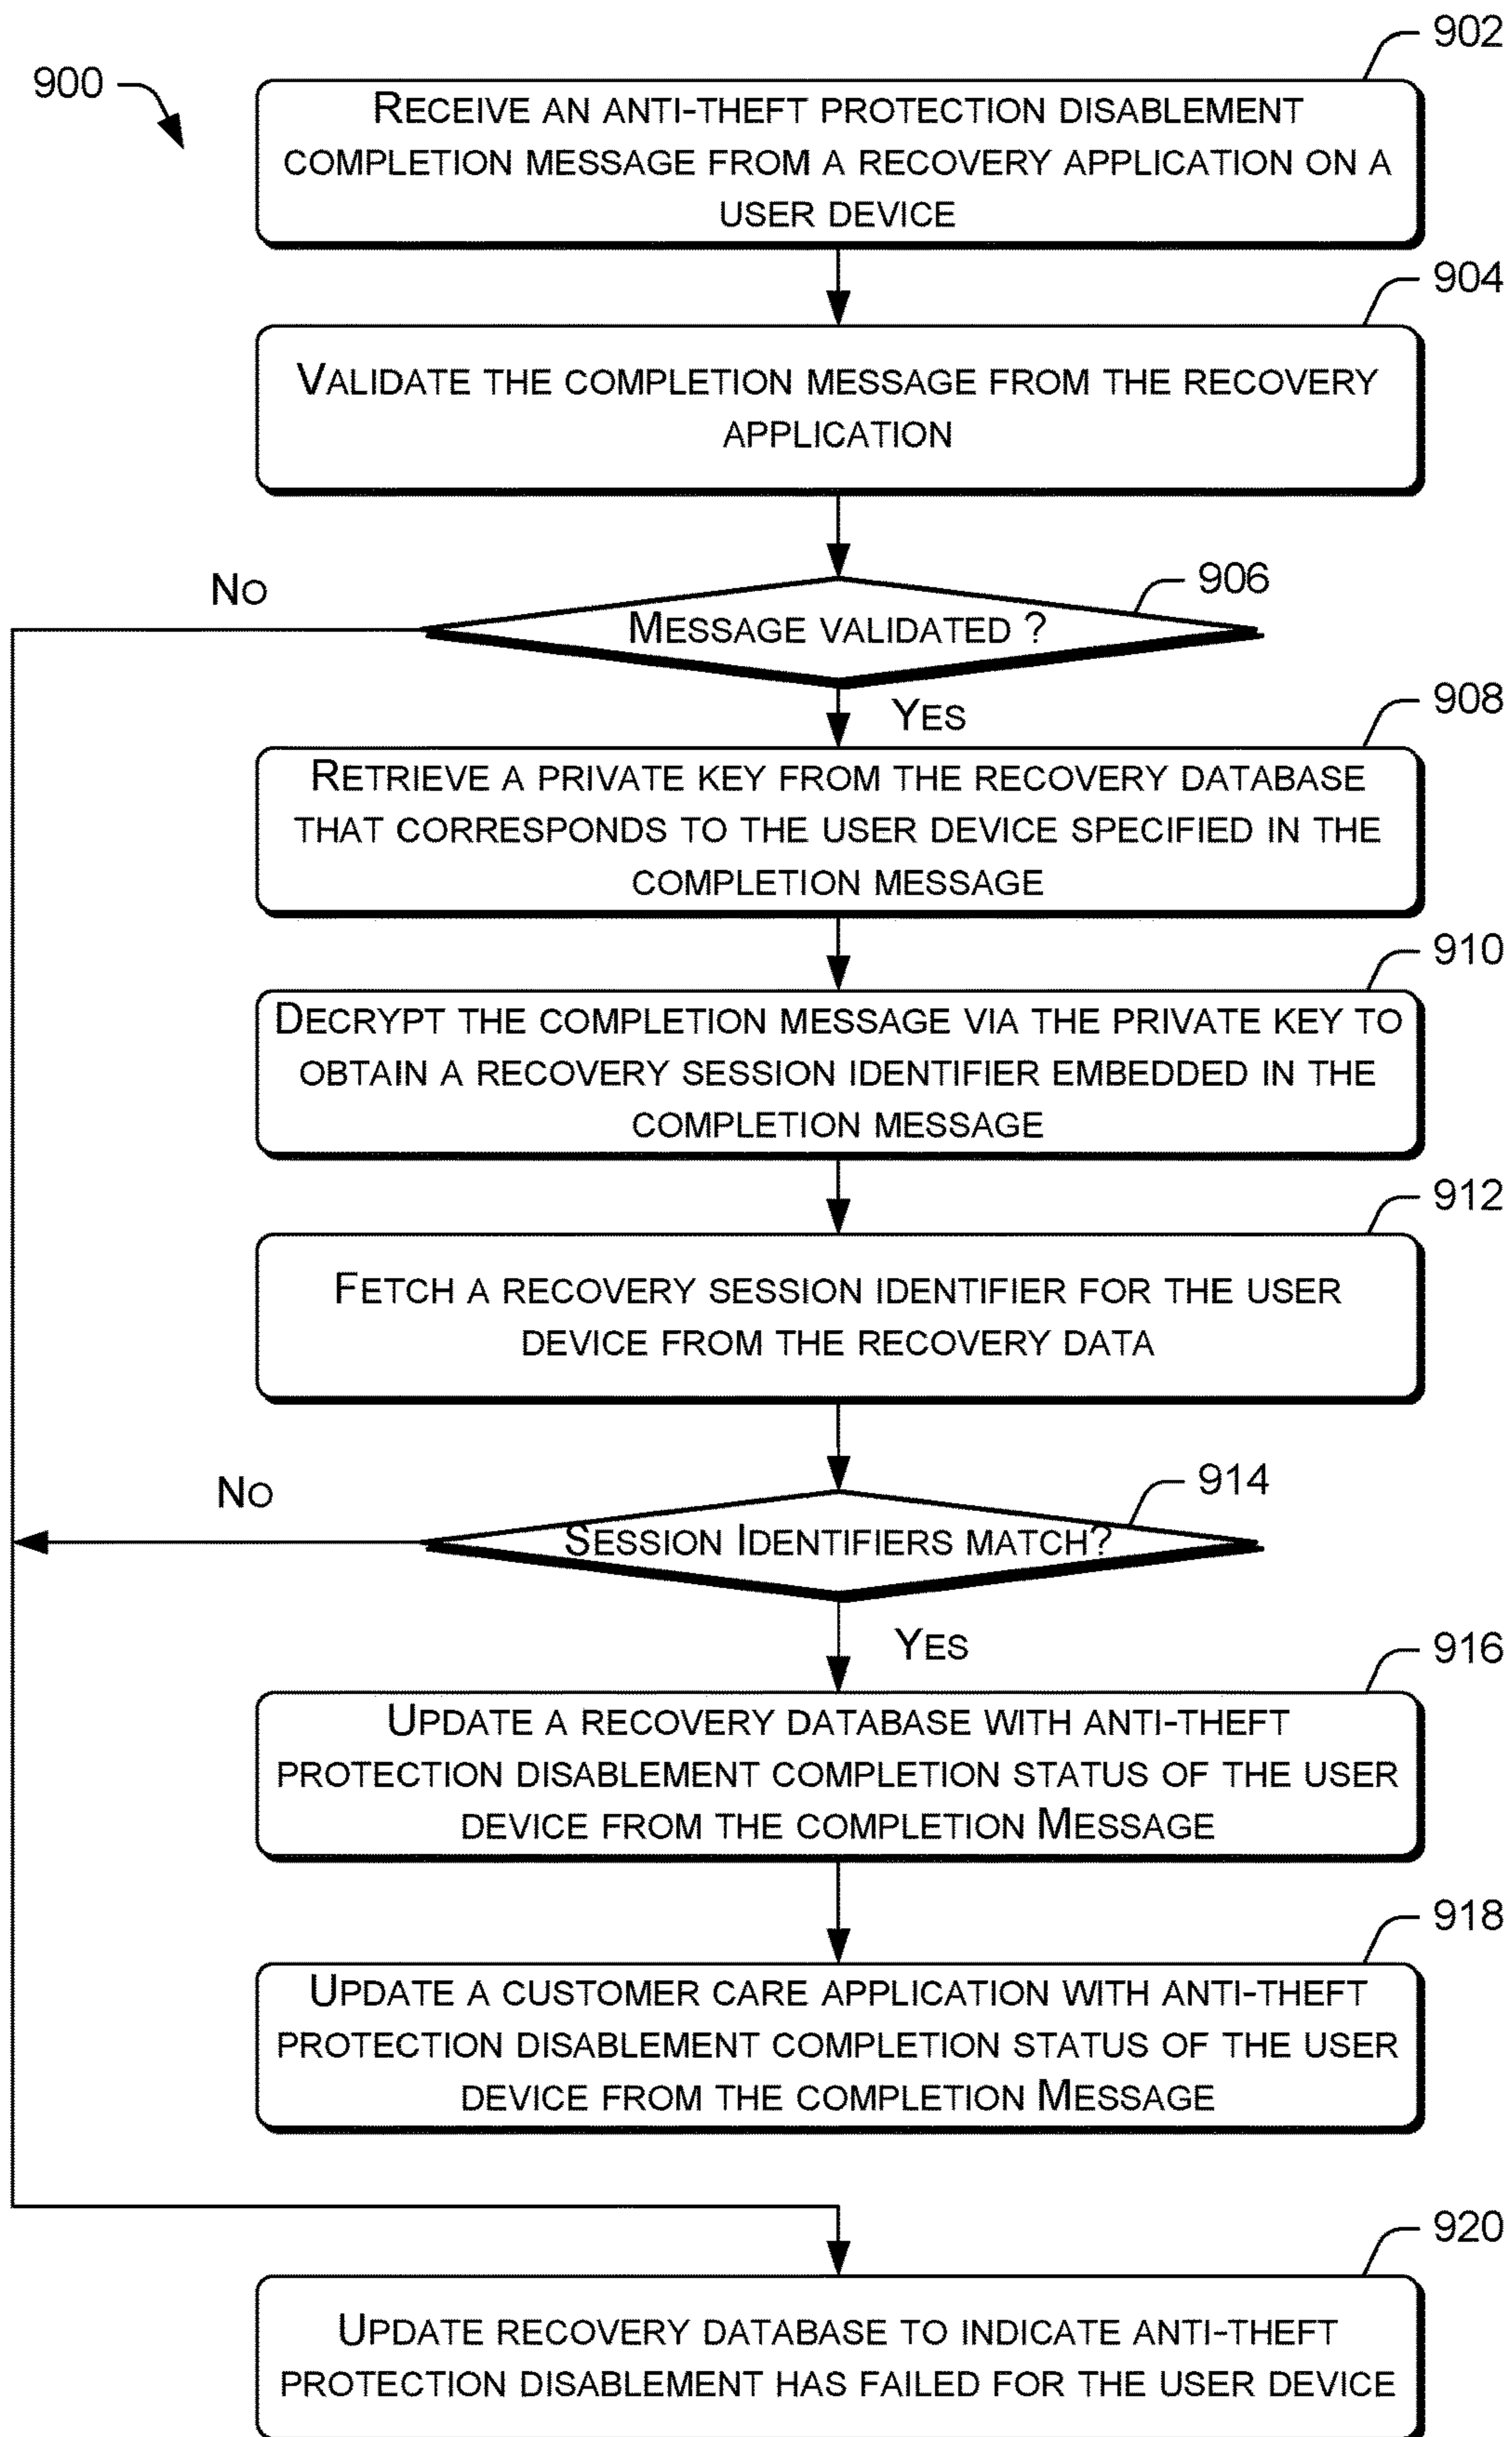 902
900
RECEIVE AN ANTI-THEFT PROTECTION DISABLEMENT
COMPLETION MESSAGE FROM A RECOVERY APPLICATION ON A
USER DEVICE
904
VALIDATE THE COMPLETION MESSAGE FROM THE RECOVERY
APPLICATION
NO
906
MESSAGE VALIDATED ?
YES
908
RETRIEVE A PRIVATE KEY FROM THE RECOVERY DATABASE
THAT CORRESPONDS TO THE USER DEVICE SPECIFIED IN THE
COMPLETION MESSAGE
910
DECRYPT THE COMPLETION MESSAGE VIA THE PRIVATE KEY TO
OBTAIN A RECOVERY SESSION IDENTIFIER EMBEDDED IN THE
COMPLETION MESSAGE
912
FETCH A RECOVERY SESSION IDENTIFIER FOR THE USER
DEVICE FROM THE RECOVERY DATA
NO
914
SESSION IDENTIFIERS MATCH?
YES
916
UPDATE A RECOVERY DATABASE WITH ANTI-THEFT
PROTECTION DISABLEMENT COMPLETION STATUS OF THE USER
DEVICE FROM THE COMPLETION MESSAGE
918
UPDATE A CUSTOMER CARE APPLICATION WITH ANTI-THEFT
PROTECTION DISABLEMENT COMPLETION STATUS OF THE USER
DEVICE FROM THE COMPLETION MESSAGE
920
UPDATE RECOVERY DATABASE TO INDICATE ANTI-THEFT
PROTECTION DISABLEMENT HAS FAILED FOR THE USER DEVICE